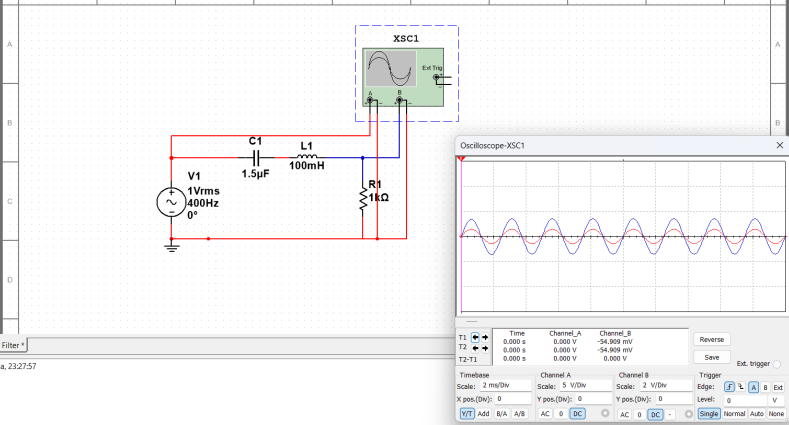 A
A
XSC1
Ext Trig
+
A
B
+
+
B
B
C1
1.5µF
L1
100mH
V1
1Vrms
400Hz
0°
R1
1kΩ
C
D
Filter *
a, 23:27:57
Oscilloscope-XSC1
Time Channel_A Channel_B
T1 0.000 s 0.000 V -54.909 mV
T2 0.000 s 0.000 V -54.909 mV
T2-T1 0.000 s 0.000 V 0.000 V
Reverse
Save
Ext. trigger
Timebase
Scale: 2 ms/Div
X pos.(Div): 0
Y/T Add B/A A/B
Channel A
Scale: 5 V/Div
Y pos.(Div): 0
AC 0 DC
Channel B
Scale: 2 V/Div
Y pos.(Div): 0
AC 0 DC -
Trigger
Edge: A B Ext
Level: 0 V
Single Normal Auto None